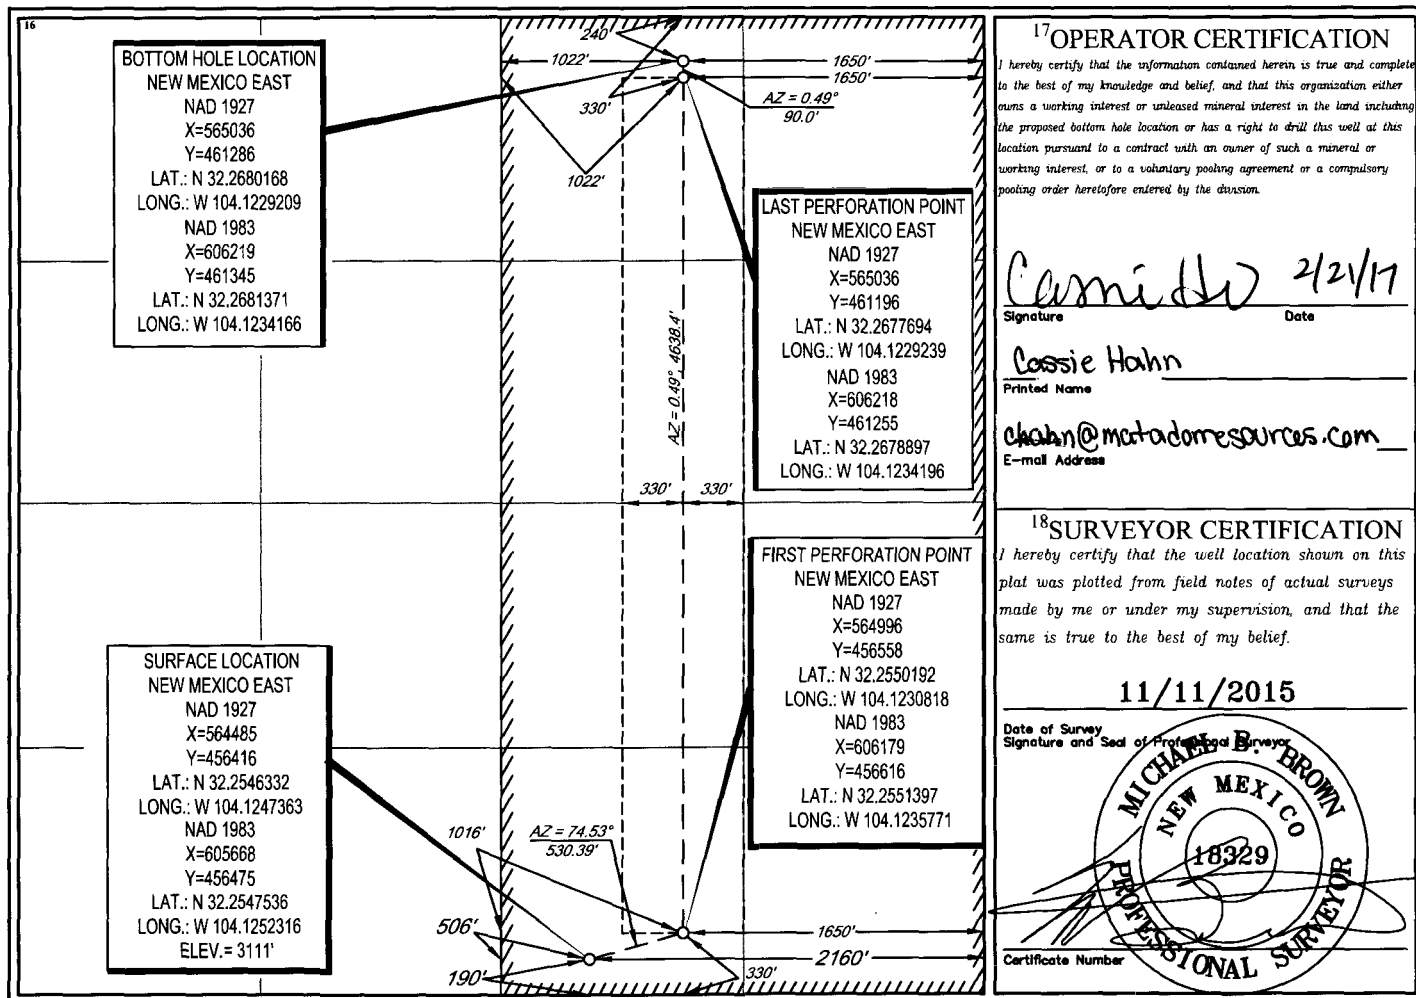 16
BOTTOM HOLE LOCATION
NEW MEXICO EAST
NAD 1927
X=565036
Y=461286
LAT.: N 32.2680168
LONG.: W 104.1229209
NAD 1983
X=606219
Y=461345
LAT.: N 32.2681371
LONG.: W 104.1234166
240'
1022'
1650'
1650'
330'
AZ = 0.49°
90.0'
1022'
LAST PERFORATION POINT
NEW MEXICO EAST
NAD 1927
X=565036
Y=461196
LAT.: N 32.2677694
LONG.: W 104.1229239
NAD 1983
X=606218
Y=461255
LAT.: N 32.2678897
LONG.: W 104.1234196
AZ = 0.49°, 4638.4'
330'
330'
FIRST PERFORATION POINT
NEW MEXICO EAST
NAD 1927
X=564996
Y=456558
LAT.: N 32.2550192
LONG.: W 104.1230818
NAD 1983
X=606179
Y=456616
LAT.: N 32.2551397
LONG.: W 104.1235771
SURFACE LOCATION
NEW MEXICO EAST
NAD 1927
X=564485
Y=456416
LAT.: N 32.2546332
LONG.: W 104.1247363
NAD 1983
X=605668
Y=456475
LAT.: N 32.2547536
LONG.: W 104.1252316
ELEV.= 3111'
1016'
AZ = 74.53°
530.39'
506'
1650'
2160'
190'
330'
17 OPERATOR CERTIFICATION
I hereby certify that the information contained herein is true and complete
to the best of my knowledge and belief, and that this organization either
owns a working interest or unleased mineral interest in the land including
the proposed bottom hole location or has a right to drill this well at this
location pursuant to a contract with an owner of such a mineral or
working interest, or to a voluntary pooling agreement or a compulsory
pooling order heretofore entered by the division.
2/21/17
Signature Date
Cassie Hahn
Printed Name
chahn@matadorresources.com
E-mail Address
18 SURVEYOR CERTIFICATION
I hereby certify that the well location shown on this
plat was plotted from field notes of actual surveys
made by me or under my supervision, and that the
same is true to the best of my belief.
11/11/2015
Date of Survey
Signature and Seal of Professional Surveyor
MICHAEL B. BROWN
NEW MEXICO
18329
PROFESSIONAL SURVEYOR
Certificate Number